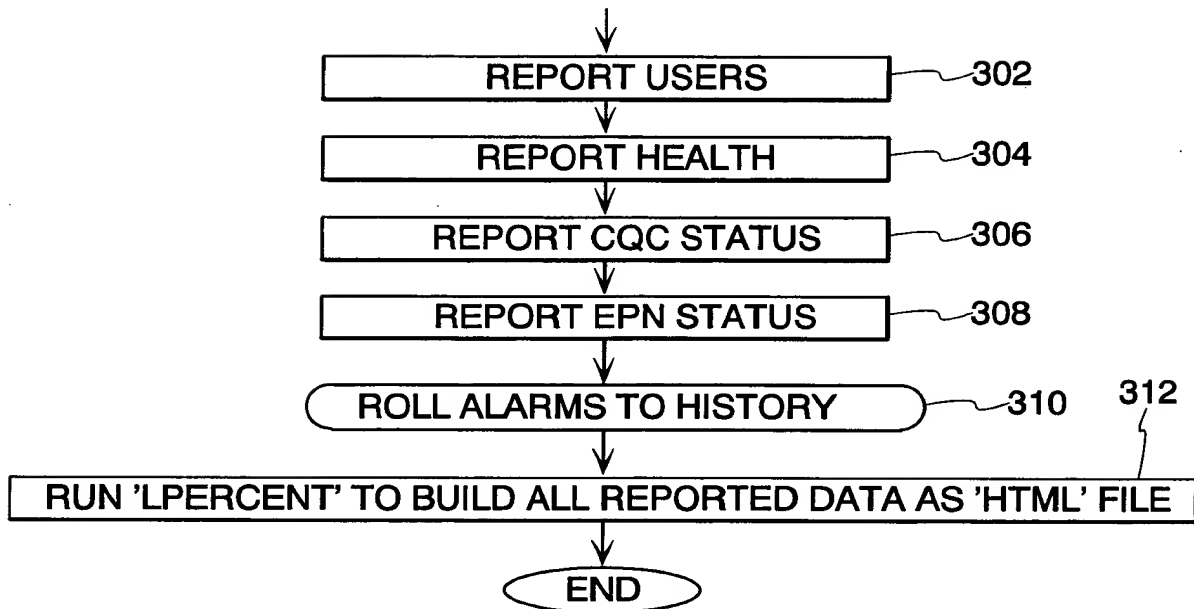 REPORT USERS 302
REPORT HEALTH 304
REPORT CQC STATUS 306
REPORT EPN STATUS 308
ROLL ALARMS TO HISTORY 310
312
RUN 'LPERCENT' TO BUILD ALL REPORTED DATA AS 'HTML' FILE
END